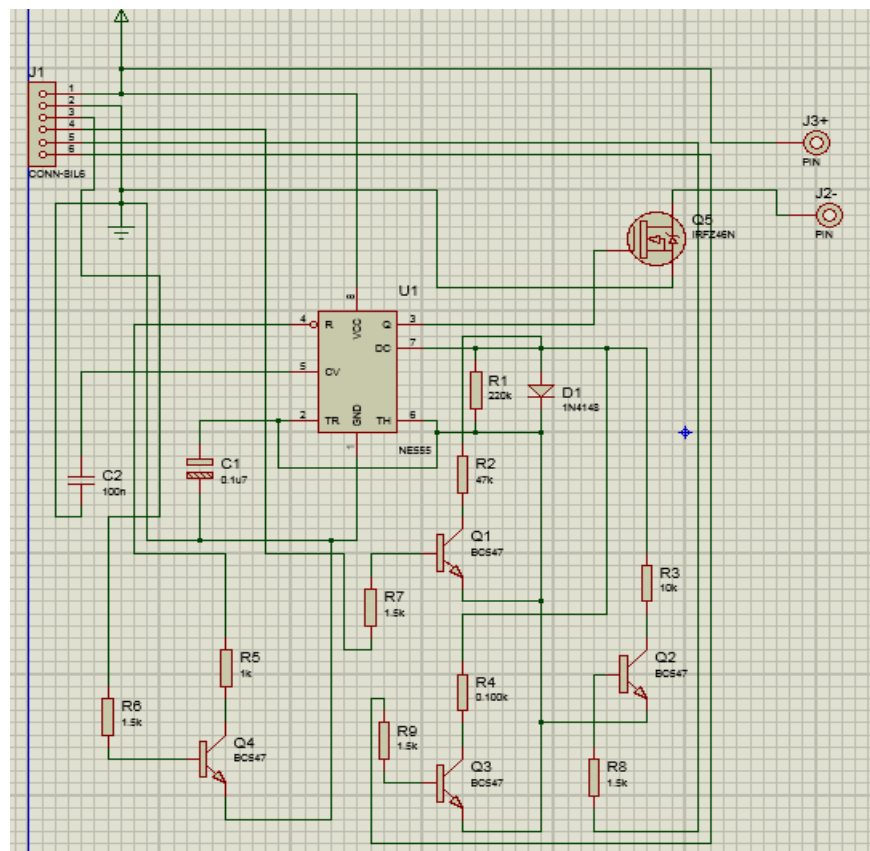 J1
1
2
3
4
5
6
CONN-SIL6
J3+
PIN
J2-
PIN
Q5
IRFZ46N
U1
8
4
R
VCC
Q
3
DC
7
5
CV
2
TR
GND
TH
6
1
NE555
R1
220k
D1
1N4148
C1
0.1u7
C2
100n
R2
47k
Q1
BC547
R3
10k
R7
1.5k
R5
1k
R4
0.100k
Q2
BC547
R6
1.5k
Q4
BC547
R9
1.5k
Q3
BC547
R8
1.5k